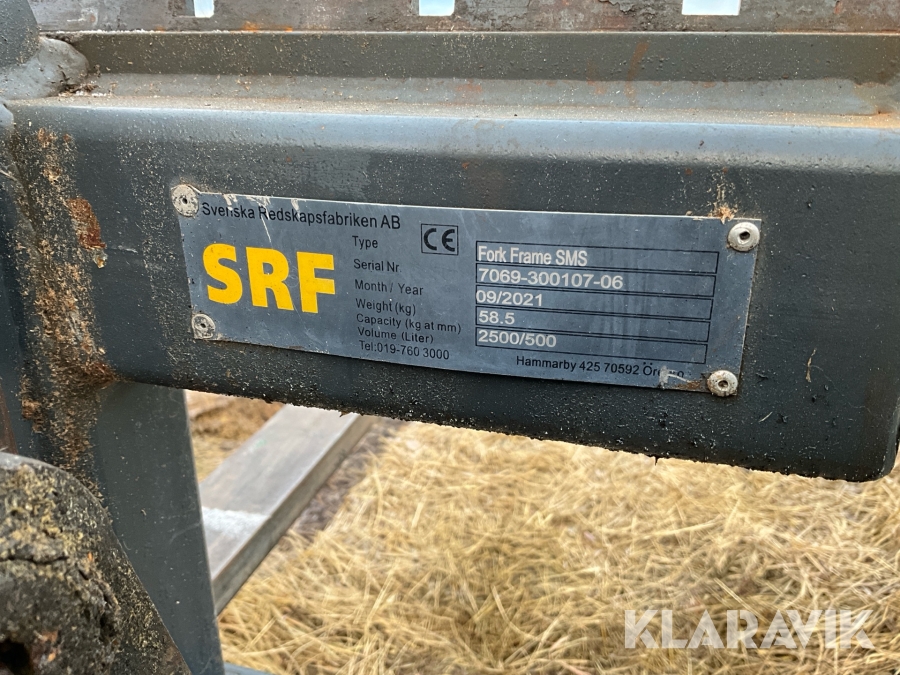 Svenska Redskapsfabriken AB
SRF
CE
Type Fork Frame SMS
Serial Nr. 7069-300107-06
Month / Year 09/2021
Weight (kg) 58.5
Capacity (kg at mm) 2500/500
Volume (Liter)
Tel:019-760 3000
Hammarby 425 70592
KLARAVIK